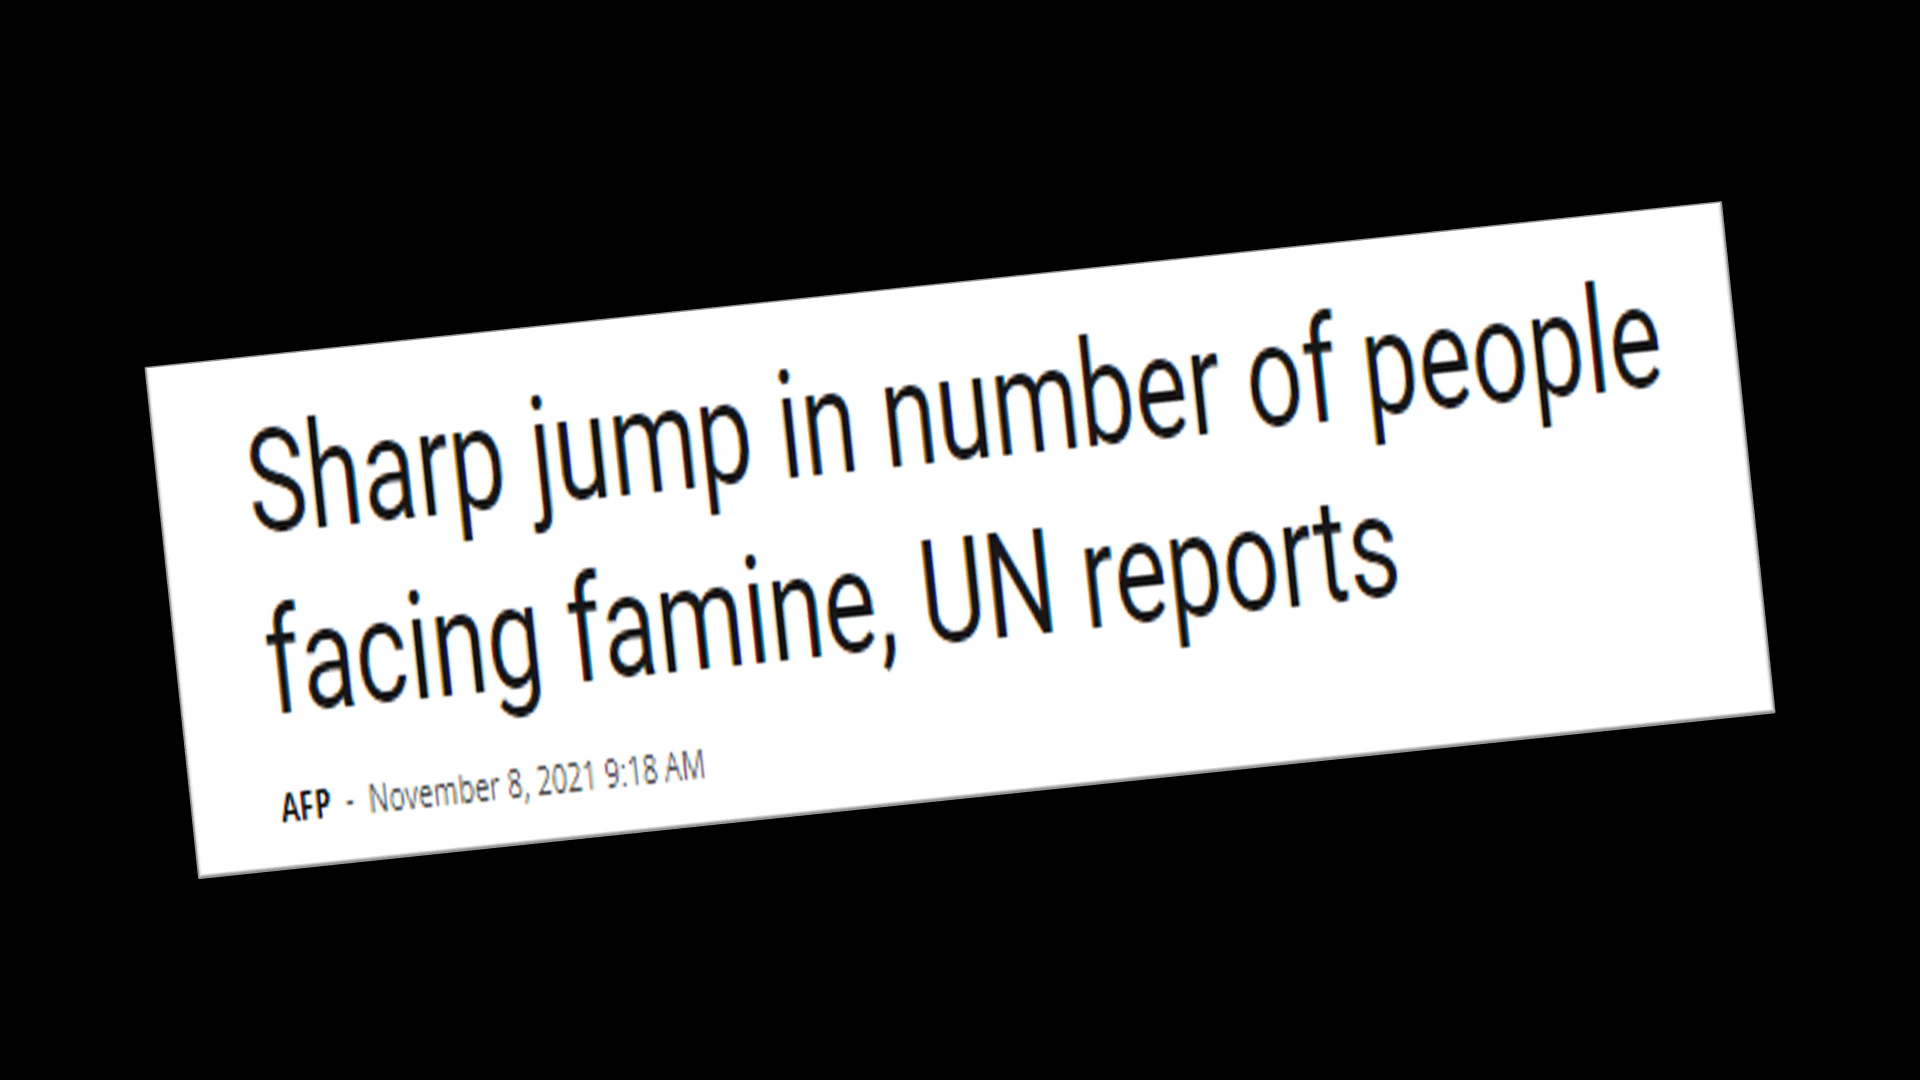 Sharp jump in number of people
facing famine, UN reports
AFP - November 8, 2021 9:18 AM